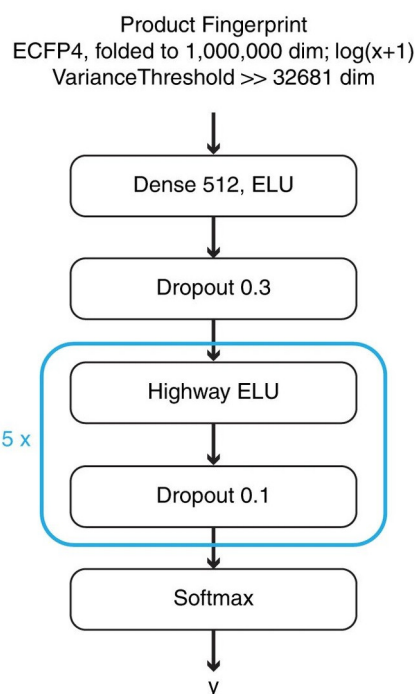 Product Fingerprint
ECFP4, folded to 1,000,000 dim; log(x+1)
VarianceThreshold >> 32681 dim
Dense 512, ELU
Dropout 0.3
5 x
Highway ELU
Dropout 0.1
Softmax
y